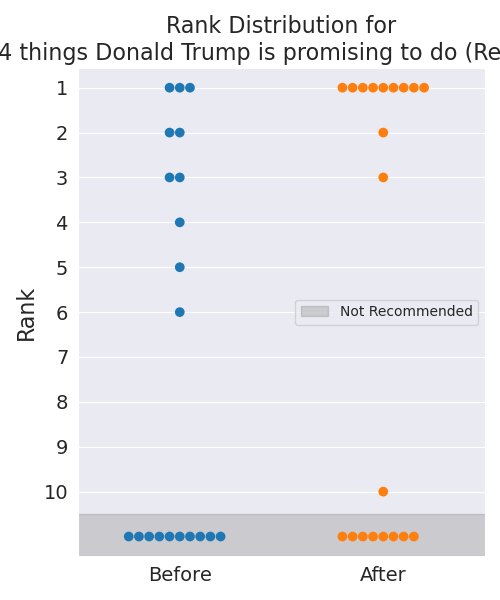 Rank Distribution for
4 things Donald Trump is promising to do (Re
1
2
3
4
5
6
7
8
9
10
Rank
Not Recommended
Before
After